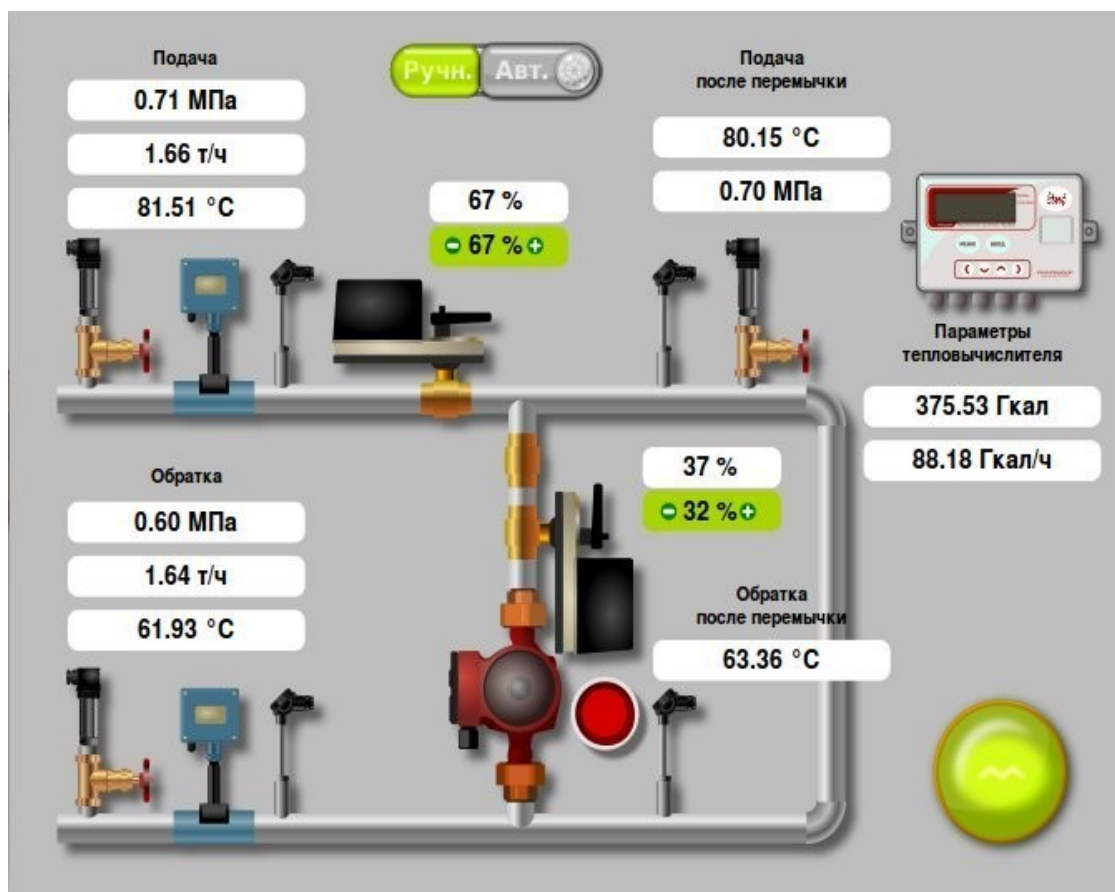 Подача
0.71 МПа
1.66 т/ч
81.51 °C
Ручн. Авт.
67 %
67 %
Подача
после перемычки
80.15 °C
0.70 МПа
Параметры
тепловычислителя
375.53 Гкал
88.18 Гкал/ч
37 %
32 %
Обратка
0.60 МПа
1.64 т/ч
61.93 °C
Обратка
после перемычки
63.36 °C